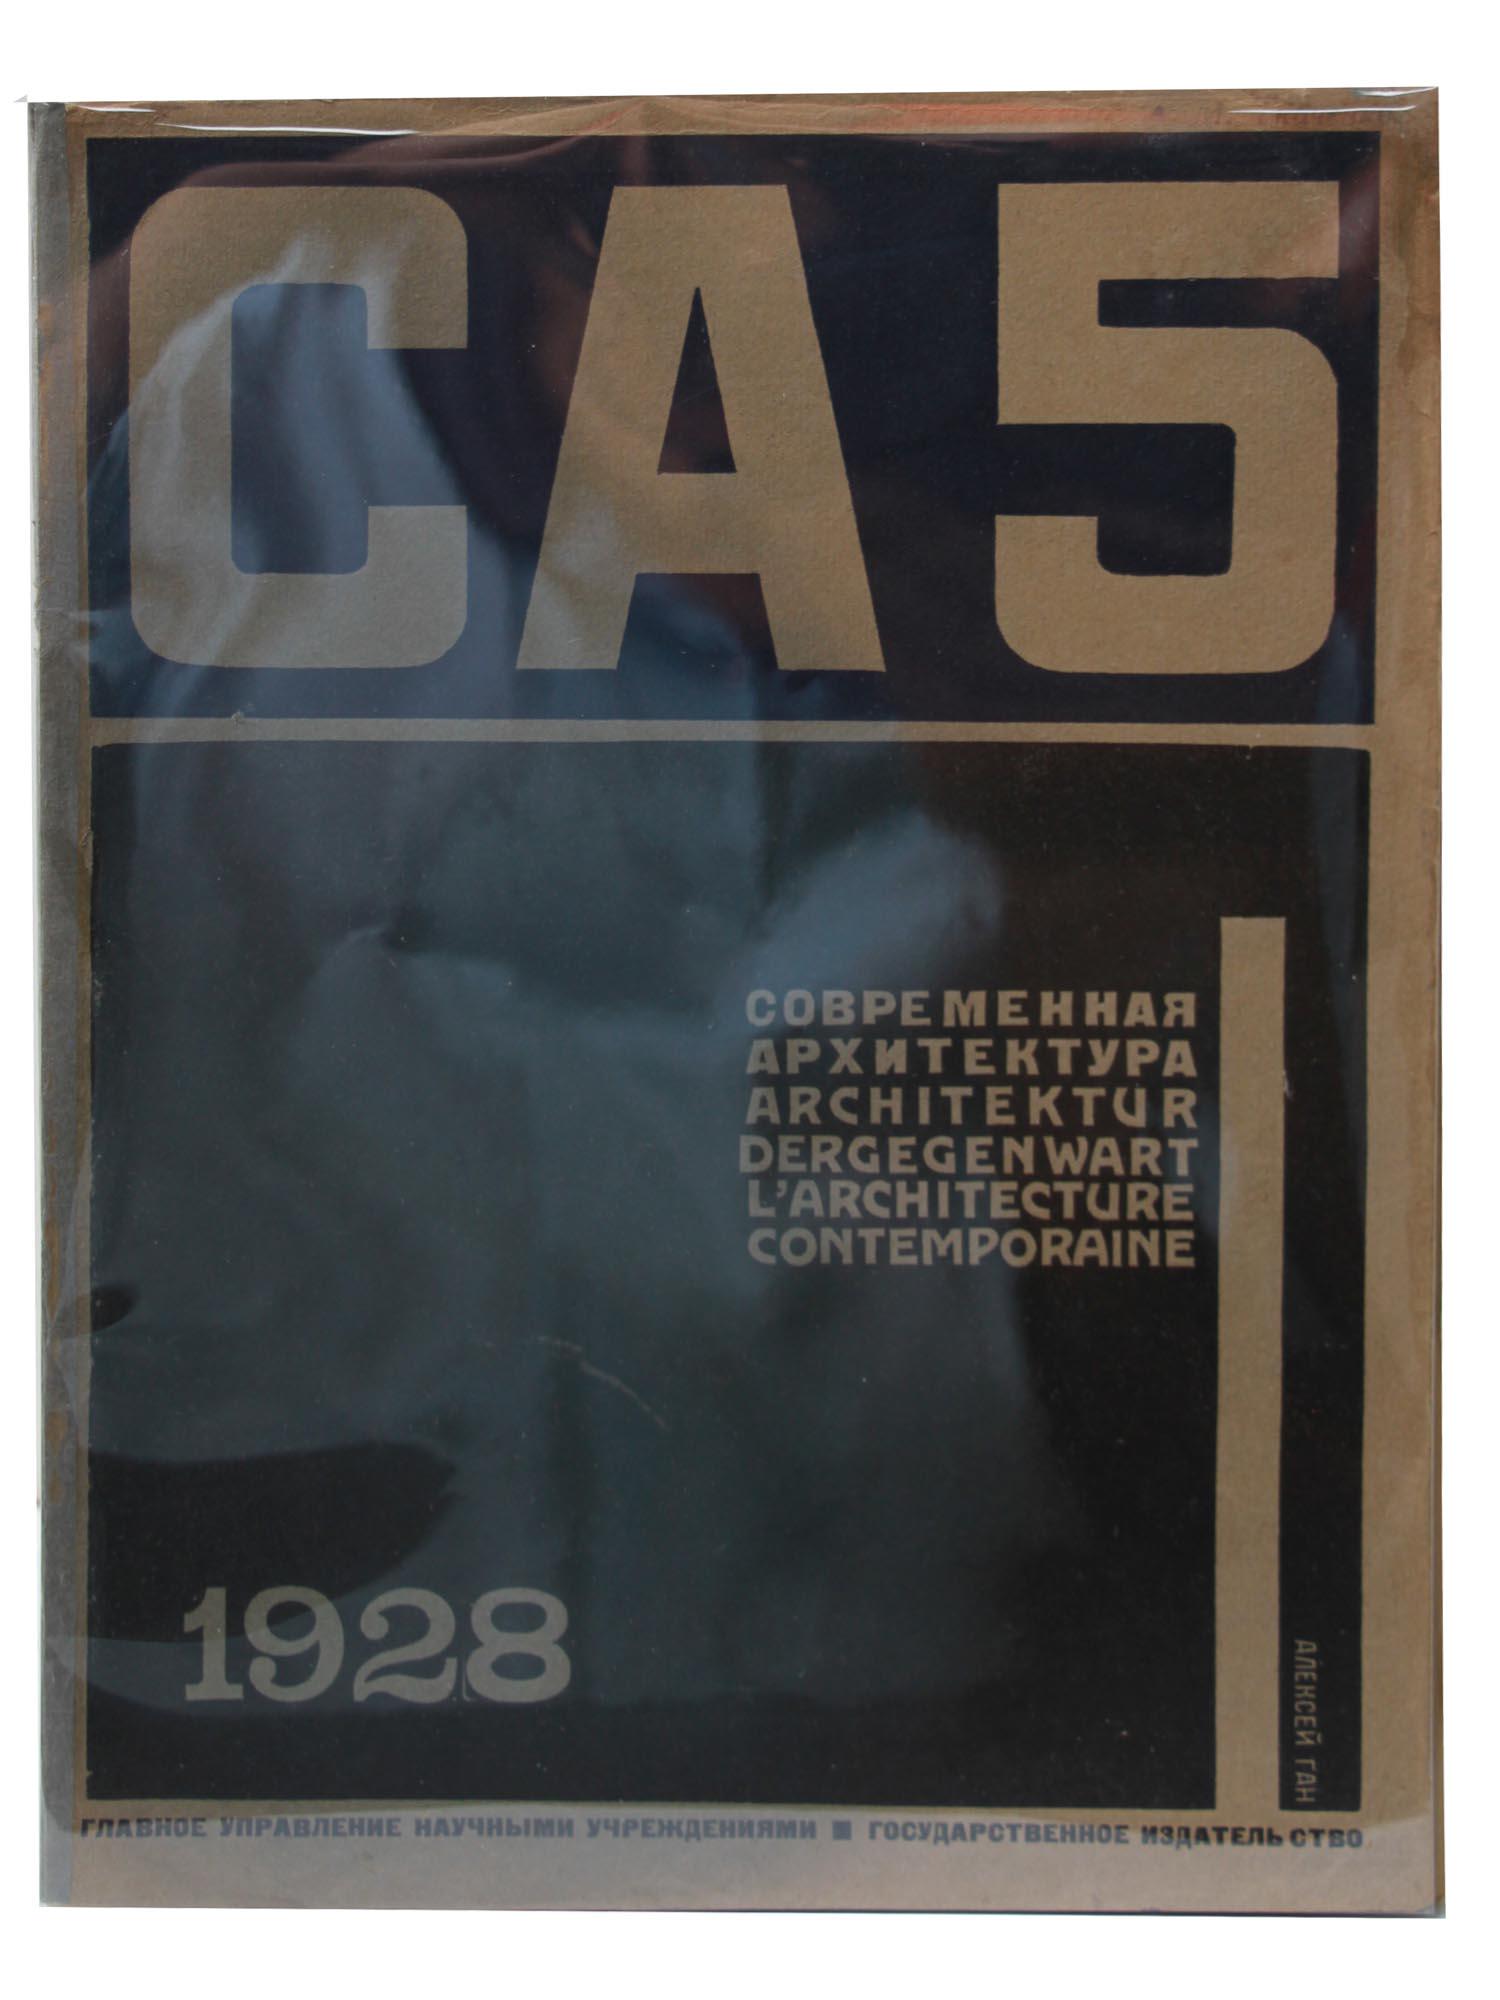 СА 5
СОВРЕМЕННАЯ
АРХИТЕКТУРА
ARCHITEKTUR
DERGEGENWART
L'ARCHITECTURE
CONTEMPORAINE
1928
АЛЕКСЕЙ ГАН
ГЛАВНОЕ УПРАВЛЕНИЕ НАУЧНЫМИ УЧРЕЖДЕНИЯМИ ■ ГОСУДАРСТВЕННОЕ ИЗДАТЕЛЬСТВО